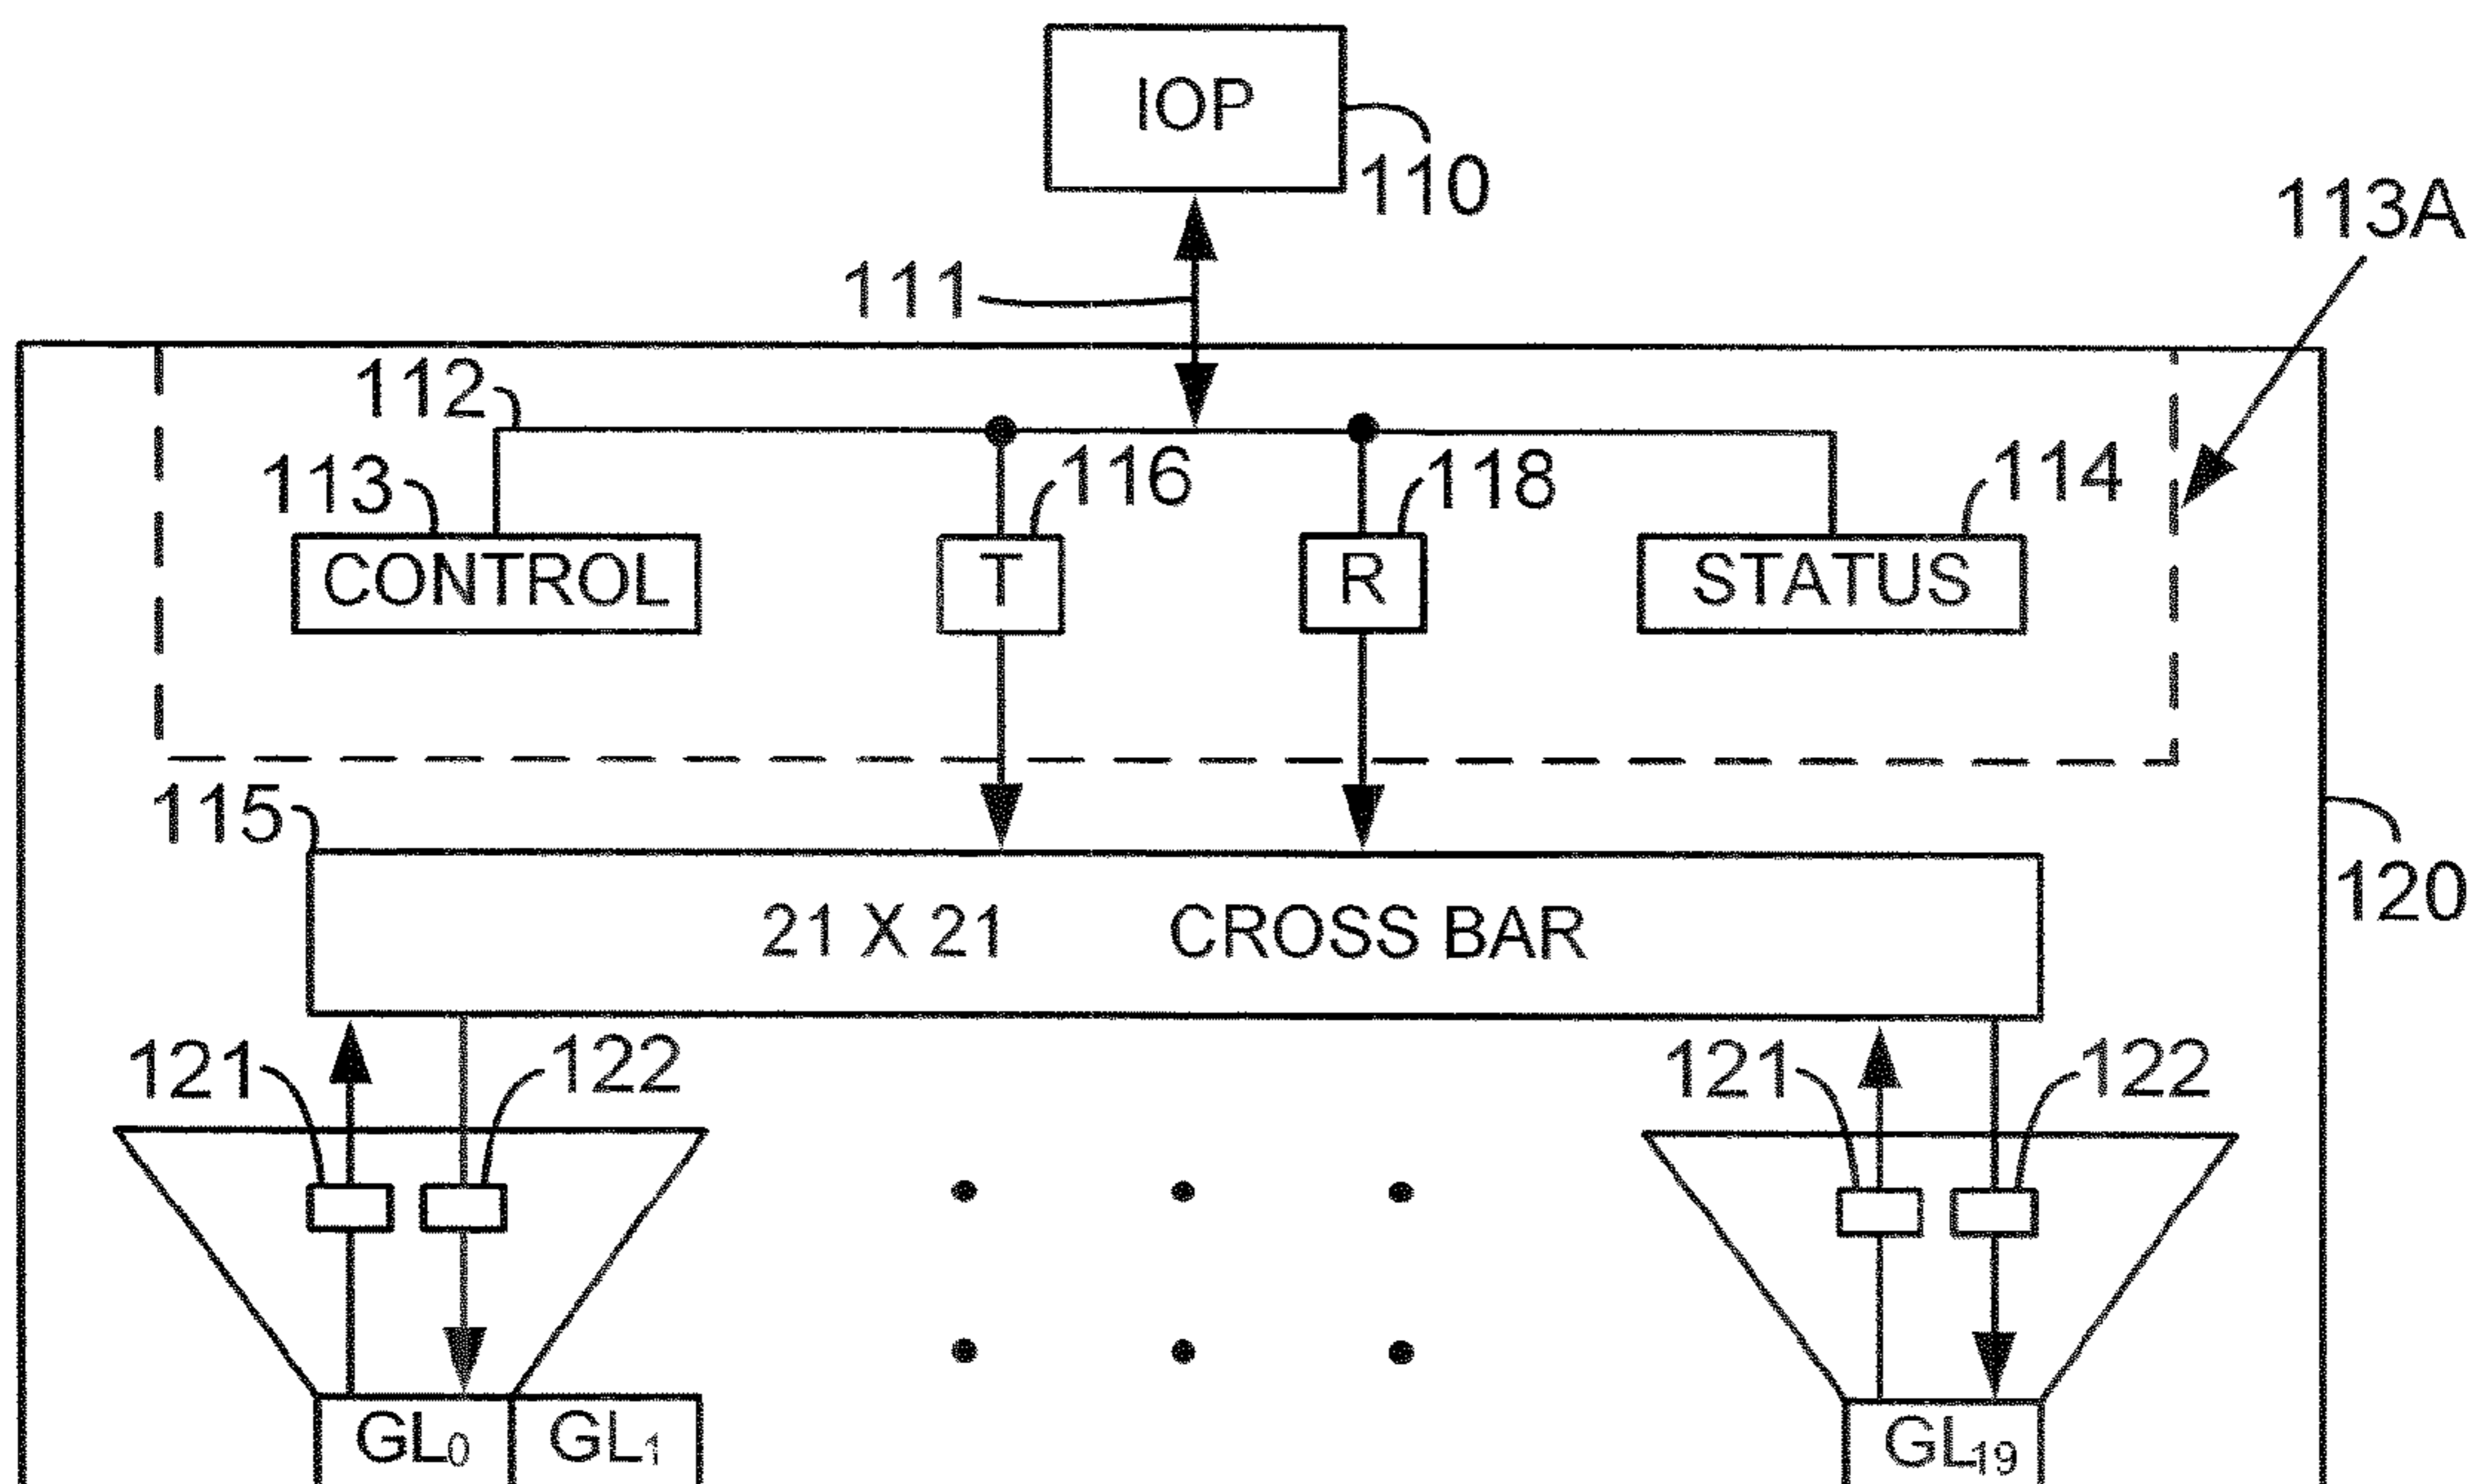 IOP
110
113A
111
112
113
116
118
114
CONTROL
T
R
STATUS
115
21 X 21 CROSS BAR
120
121
122
121
122
GL0
GL1
GL19